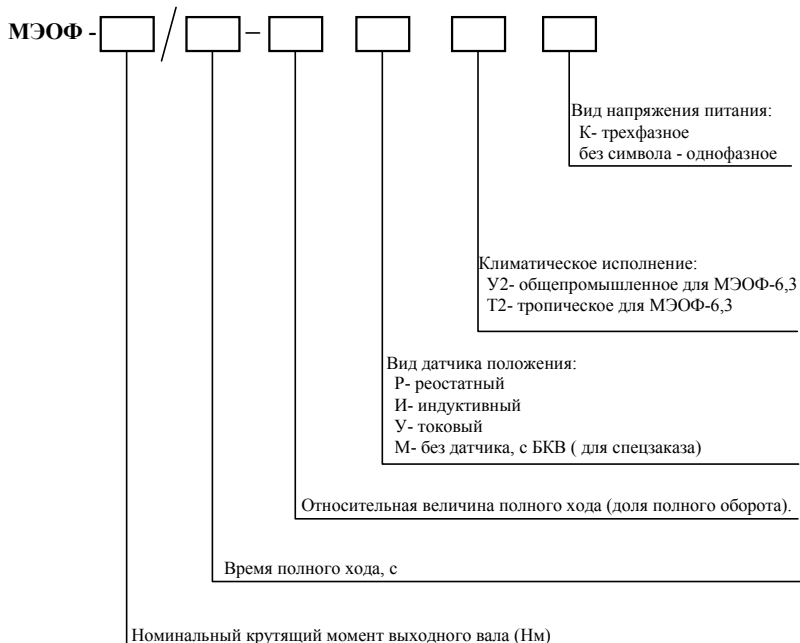 МЭОФ - / –
Вид напряжения питания:
К- трехфазное
без символа - однофазное
Климатическое исполнение:
У2- общепромышленное для МЭОФ-6,3
Т2- тропическое для МЭОФ-6,3
Вид датчика положения:
Р- реостатный
И- индуктивный
У- токовый
М- без датчика, с БКВ ( для спецзаказа)
Относительная величина полного хода (доля полного оборота).
Время полного хода, с
Номинальный крутящий момент выходного вала (Нм)